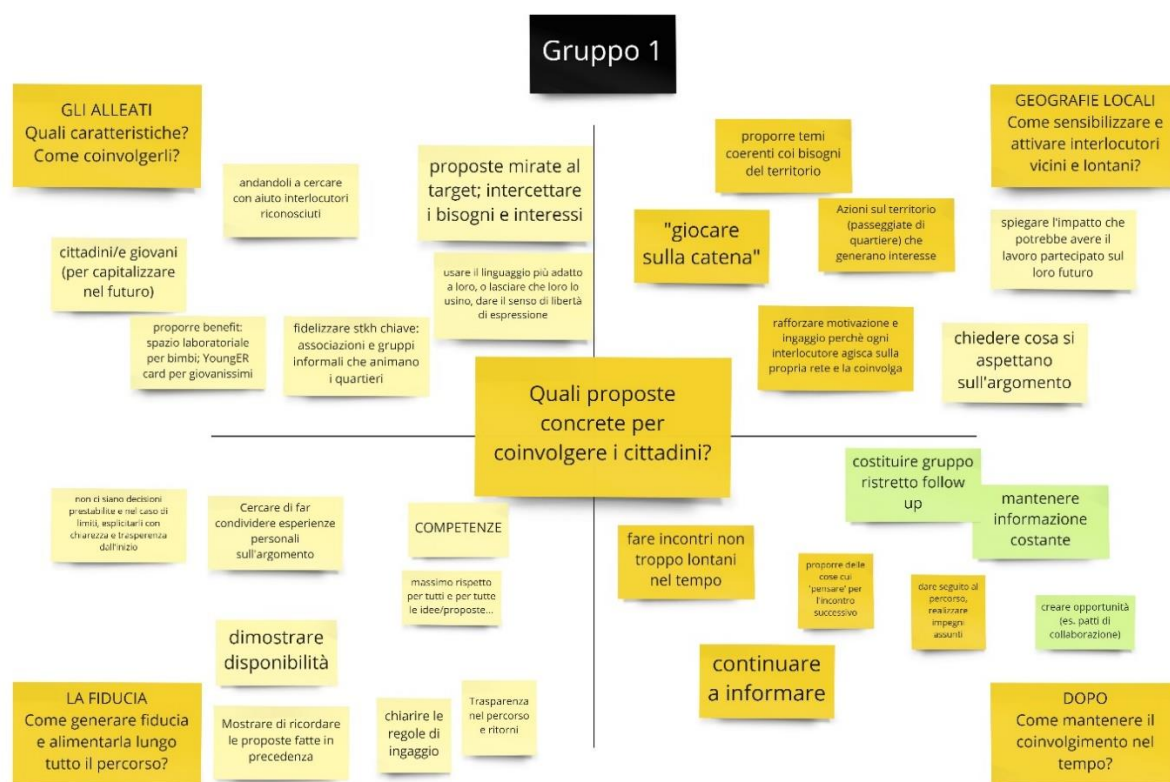 Gruppo 1
GLI ALLEATI
Quali caratteristiche?
Come coinvolgerli?
andandoli a cercare
con aiuto interlocutori
riconosciuti
proposte mirate al
target; intercettare
i bisogni e interessi
cittadini/e giovani
(per capitalizzare
nel futuro)
usare il linguaggio più adatto
a loro, o lasciare che loro lo
usino, dare il senso di libertà
di espressione
proporre benefit:
spazio laboratoriale
per bimbi; YoungER
card per giovanissimi
fidelizzare stkh chiave:
associazioni e gruppi
informali che animano
i quartieri
GEOGRAFIE LOCALI
Come sensibilizzare e
attivare interlocutori
vicini e lontani?
proporre temi
coerenti coi bisogni
del territorio
"giocare
sulla catena"
Azioni sul territorio
(passeggiate di
quartiere) che
generano interesse
spiegare l'impatto che
potrebbe avere il
lavoro partecipato sul
loro futuro
rafforzare motivazione e
ingaggio perchè ogni
interlocutore agisca sulla
propria rete e la coinvolga
chiedere cosa si
aspettano
sull'argomento
Quali proposte
concrete per
coinvolgere i cittadini?
non ci siano decisioni
prestabilite e nel caso di
limiti, esplicitarli con
chiarezza e trasperenza
dall'inizio
Cercare di far
condividere esperienze
personali
sull'argomento
COMPETENZE
massimo rispetto
per tutti e per tutte
le idee/proposte...
dimostrare
disponibilità
LA FIDUCIA
Come generare fiducia
e alimentarla lungo
tutto il percorso?
Mostrare di ricordare
le proposte fatte in
precedenza
chiarire le
regole di
ingaggio
Trasparenza
nel percorso
e ritorni
costituire gruppo
ristretto follow
up
mantenere
informazione
costante
fare incontri non
troppo lontani
nel tempo
proporre delle
cose cui
'pensare' per
l'incontro
successivo
dare seguito al
percorso,
realizzare
impegni
assunti
creare opportunità
(es. patti di
collaborazione)
continuare
a informare
DOPO
Come mantenere il
coinvolgimento nel
tempo?